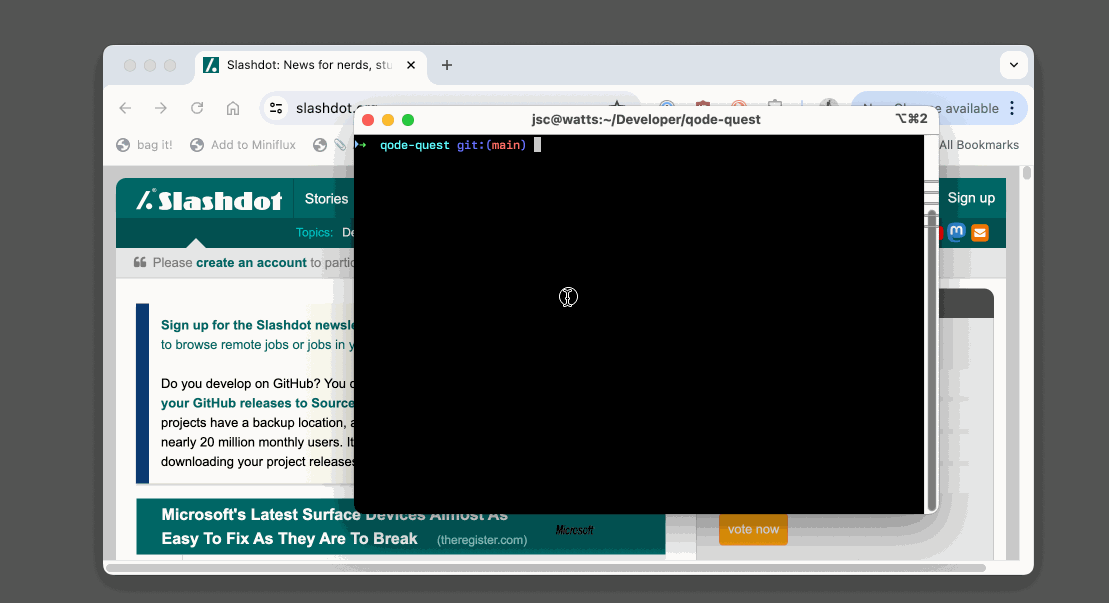 Slashdot: News for nerds, stu
slashdot.org
Chrome available
bag it!
Add to Miniflux
All Bookmarks
jsc@watts:~/Developer/qode-quest
⌥⌘2
➜ qode-quest git:(main)
Slashdot
Stories
Sign up
Topics:
De
Please create an account to partic
Sign up for the Slashdot newsle
to browse remote jobs or jobs in y
Do you develop on GitHub? You c
your GitHub releases to Source
projects have a backup location, a
nearly 20 million monthly users. It
downloading your project releases
Microsoft's Latest Surface Devices Almost As
Easy To Fix As They Are To Break (theregister.com)
Microsoft
vote now